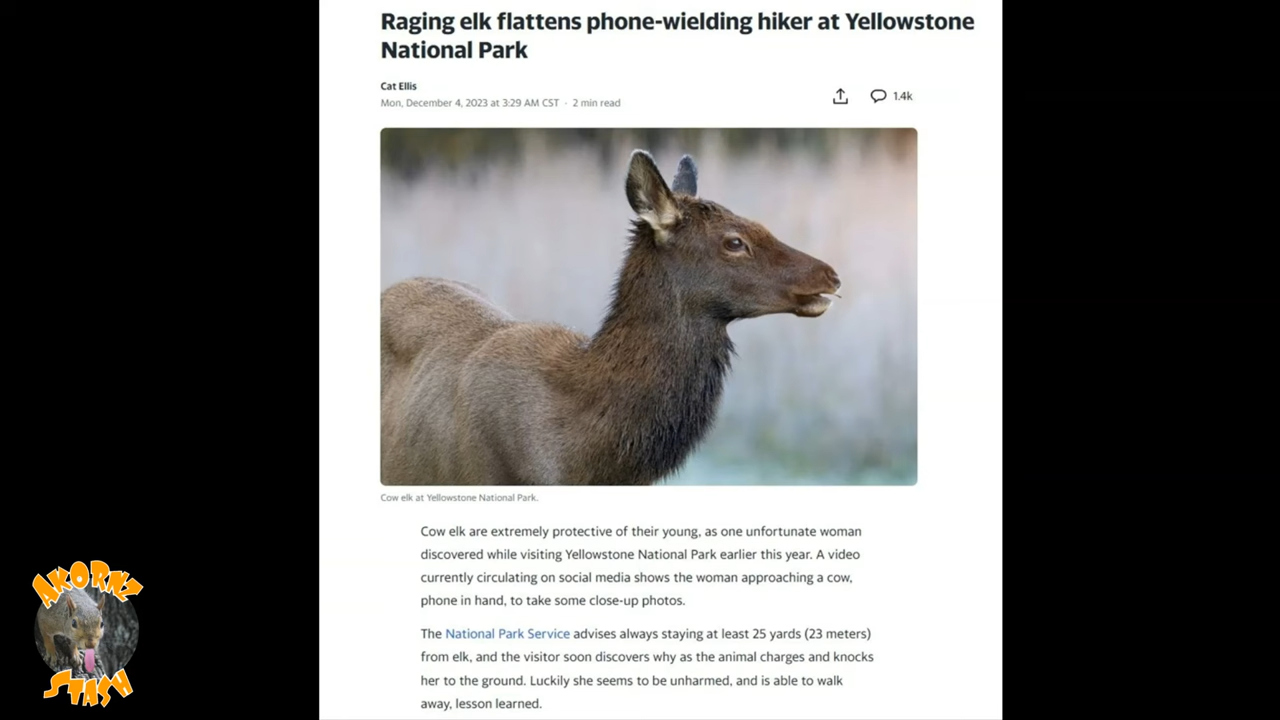 Raging elk flattens phone-wielding hiker at Yellowstone
National Park
Cat Ellis
Mon, December 4, 2023 at 3:29 AM CST · 2 min read
1.4k
Cow elk at Yellowstone National Park.
Cow elk are extremely protective of their young, as one unfortunate woman
discovered while visiting Yellowstone National Park earlier this year. A video
currently circulating on social media shows the woman approaching a cow,
phone in hand, to take some close-up photos.
The National Park Service advises always staying at least 25 yards (23 meters)
from elk, and the visitor soon discovers why as the animal charges and knocks
her to the ground. Luckily she seems to be unharmed, and is able to walk
away, lesson learned.
AKORNZ
STASH